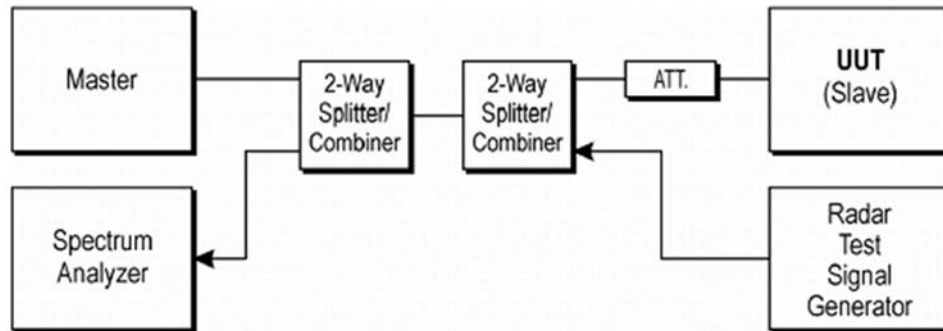 Master
2-Way
Splitter/
Combiner
2-Way
Splitter/
Combiner
ATT.
UUT
(Slave)
Spectrum
Analyzer
Radar
Test
Signal
Generator